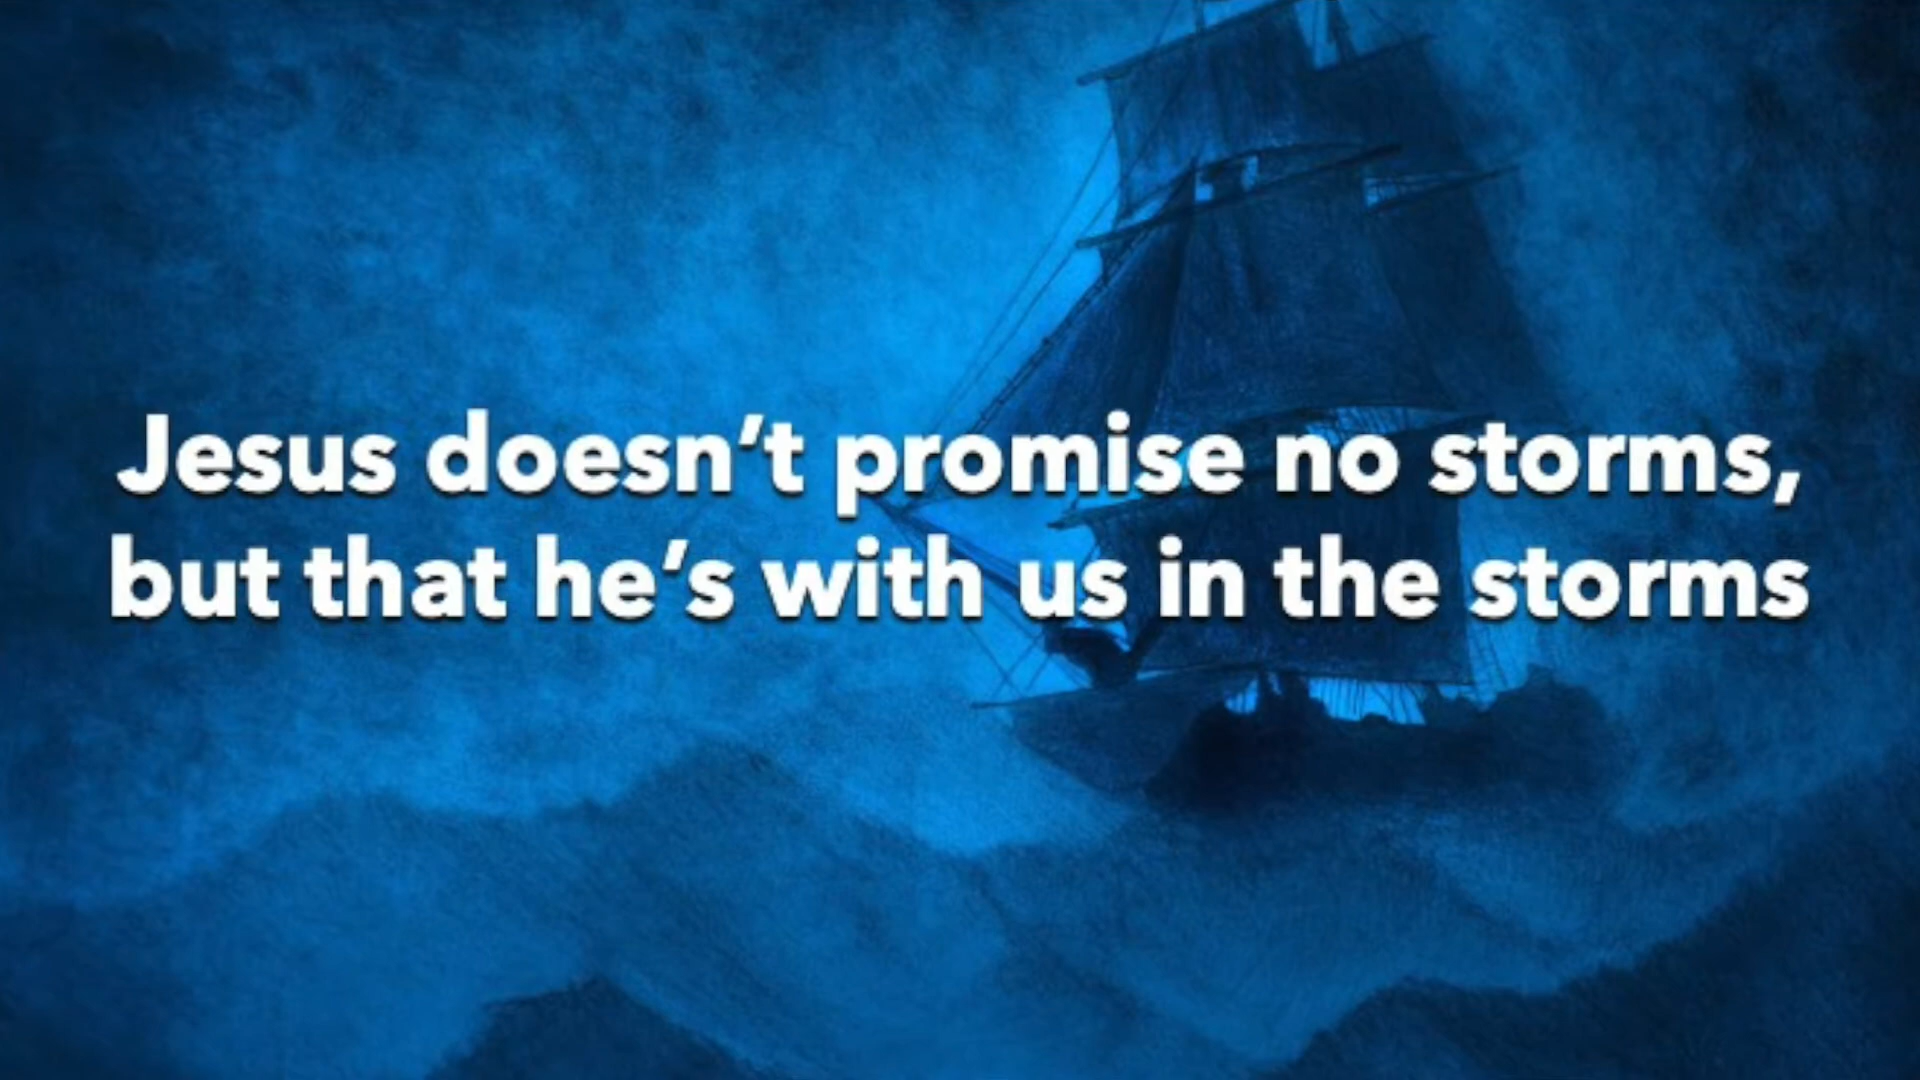 Jesus doesn’t promise no storms,
but that he’s with us in the storms